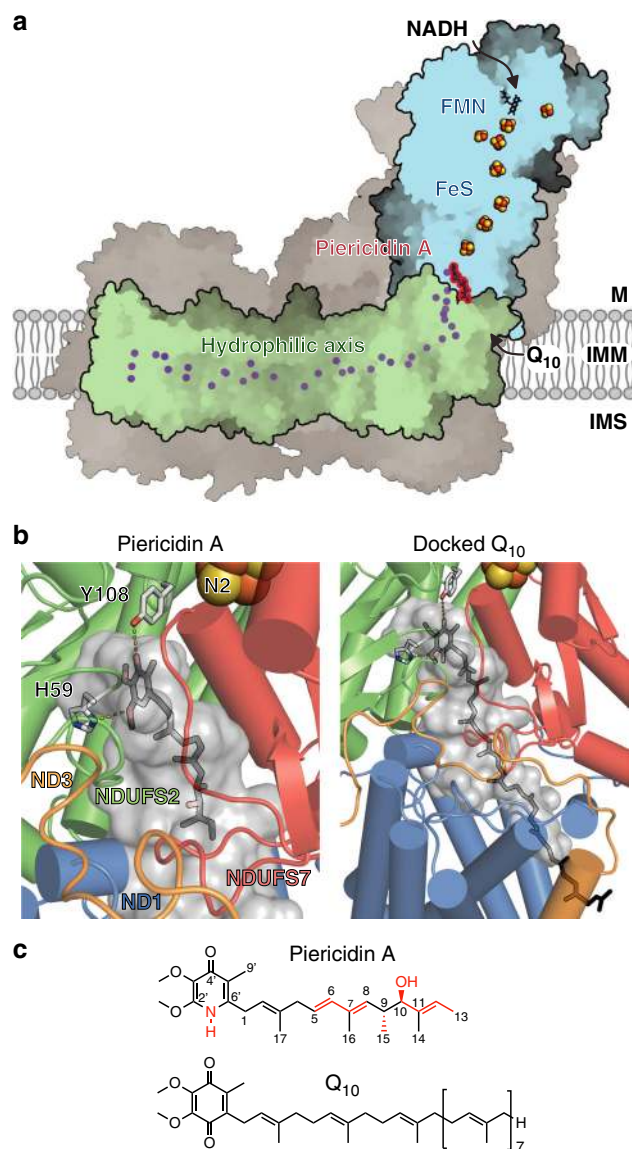 a
NADH
FMN
FeS
Piericidin A
M
Hydrophilic axis
Q10
IMM
IMS
b
Piericidin A
Docked Q10
Y108
N2
H59
ND3
NDUFS2
ND1
NDUFS7
c
Piericidin A
O
OH
4'
9'
O
6
8
O
2'
6'
5
7
9
10
11
13
N
H
1
17
16
15
14
Q10
O
O
O
O
H
7